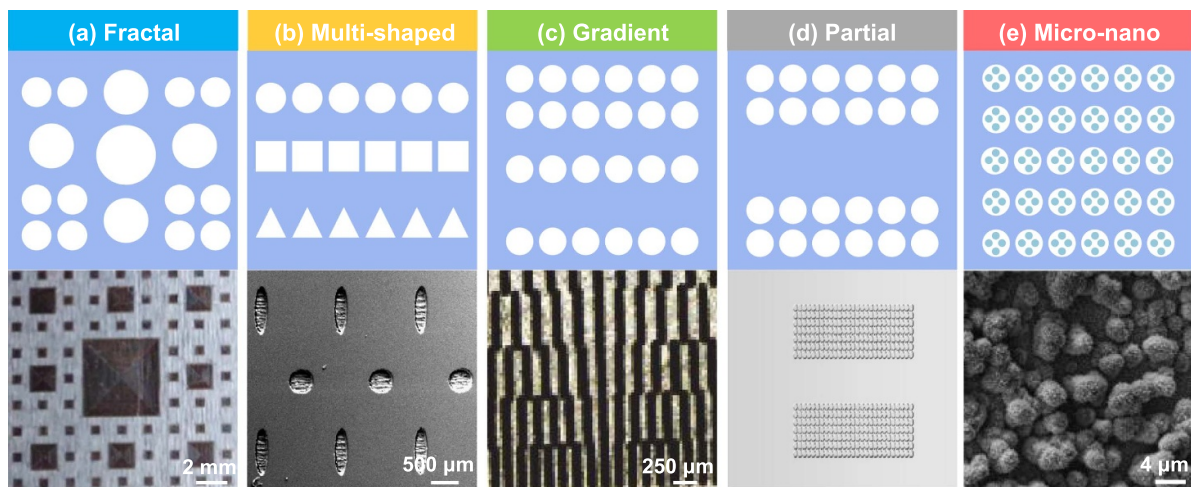 (a) Fractal
(b) Multi-shaped
(c) Gradient
(d) Partial
(e) Micro-nano
2 mm
500 μm
250 μm
4 μm